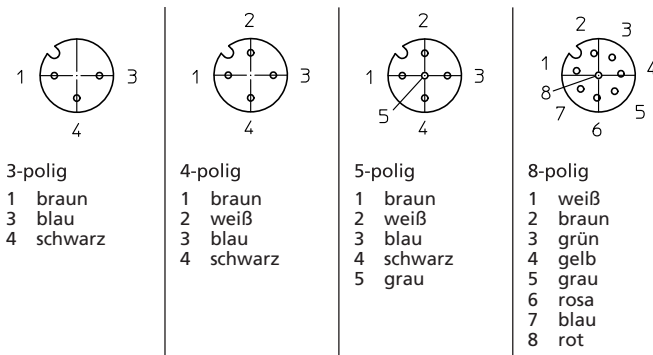 1
3
4
3-polig
1 braun
3 blau
4 schwarz
2
1
3
4
4-polig
1 braun
2 weiß
3 blau
4 schwarz
2
1
3
5
4
5-polig
1 braun
2 weiß
3 blau
4 schwarz
5 grau
2
3
1
4
8
7
5
6
8-polig
1 weiß
2 braun
3 grün
4 gelb
5 grau
6 rosa
7 blau
8 rot